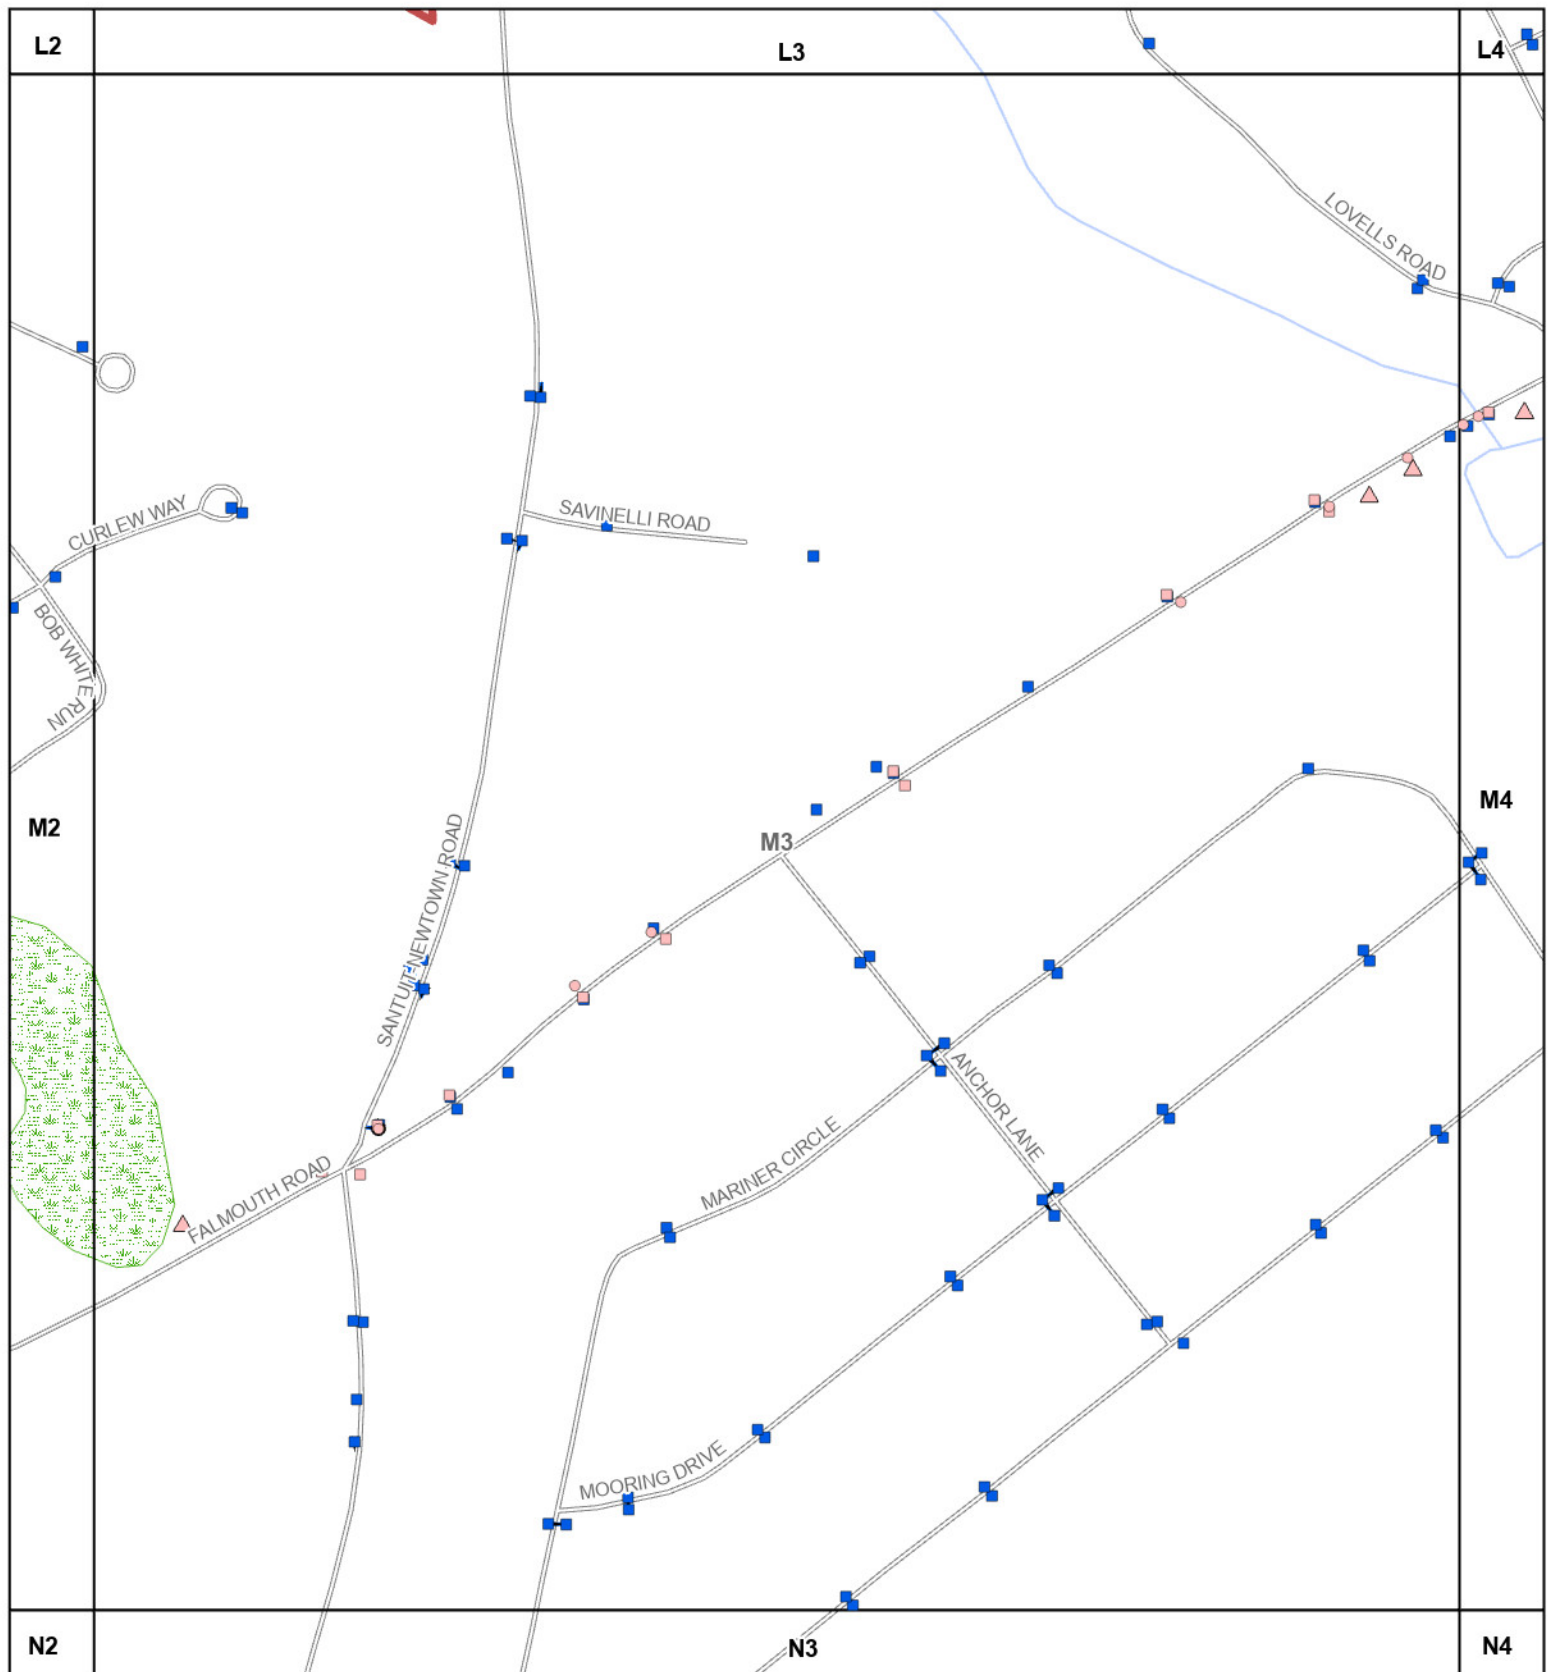 L2
L3
L4
LOVELLS ROAD
CURLEW WAY
SAVINELLI ROAD
BOB WHITE
RUN
M2
M3
M4
SANTUIT-NEWTOWN ROAD
ANCHOR LANE
MARINER CIRCLE
FALMOUTH ROAD
MOORING DRIVE
N2
N3
N4